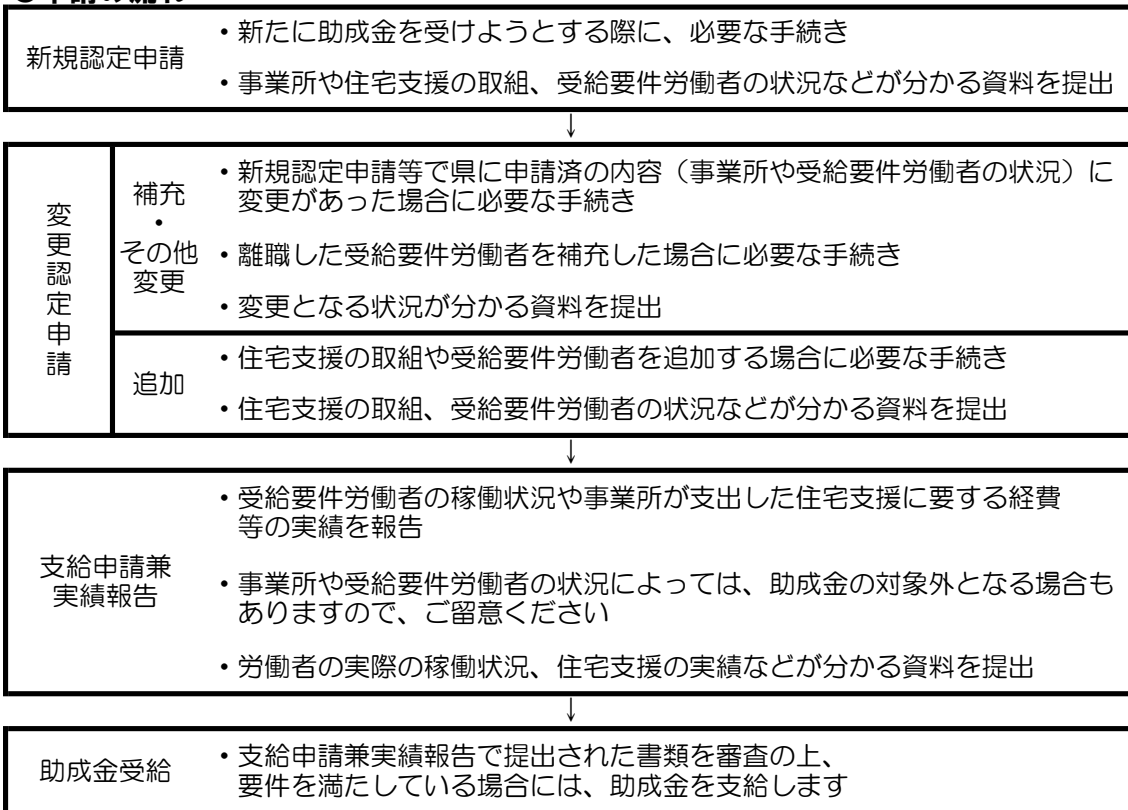 新規認定申請
・新たに助成金を受けようとする際に、必要な手続き
・事業所や住宅支援の取組、受給要件労働者の状況などが分かる資料を提出
↓
変更認定申請
補充
・
その他
変更
・新規認定申請等で県に申請済の内容（事業所や受給要件労働者の状況）に
変更があった場合に必要な手続き
・離職した受給要件労働者を補充した場合に必要な手続き
・変更となる状況が分かる資料を提出
追加
・住宅支援の取組や受給要件労働者を追加する場合に必要な手続き
・住宅支援の取組、受給要件労働者の状況などが分かる資料を提出
↓
支給申請兼
実績報告
・受給要件労働者の稼働状況や事業所が支出した住宅支援に要する経費
等の実績を報告
・事業所や受給要件労働者の状況によっては、助成金の対象外となる場合も
ありますので、ご留意ください
・労働者の実際の稼働状況、住宅支援の実績などが分かる資料を提出
↓
助成金受給
・支給申請兼実績報告で提出された書類を審査の上、
要件を満たしている場合には、助成金を支給します